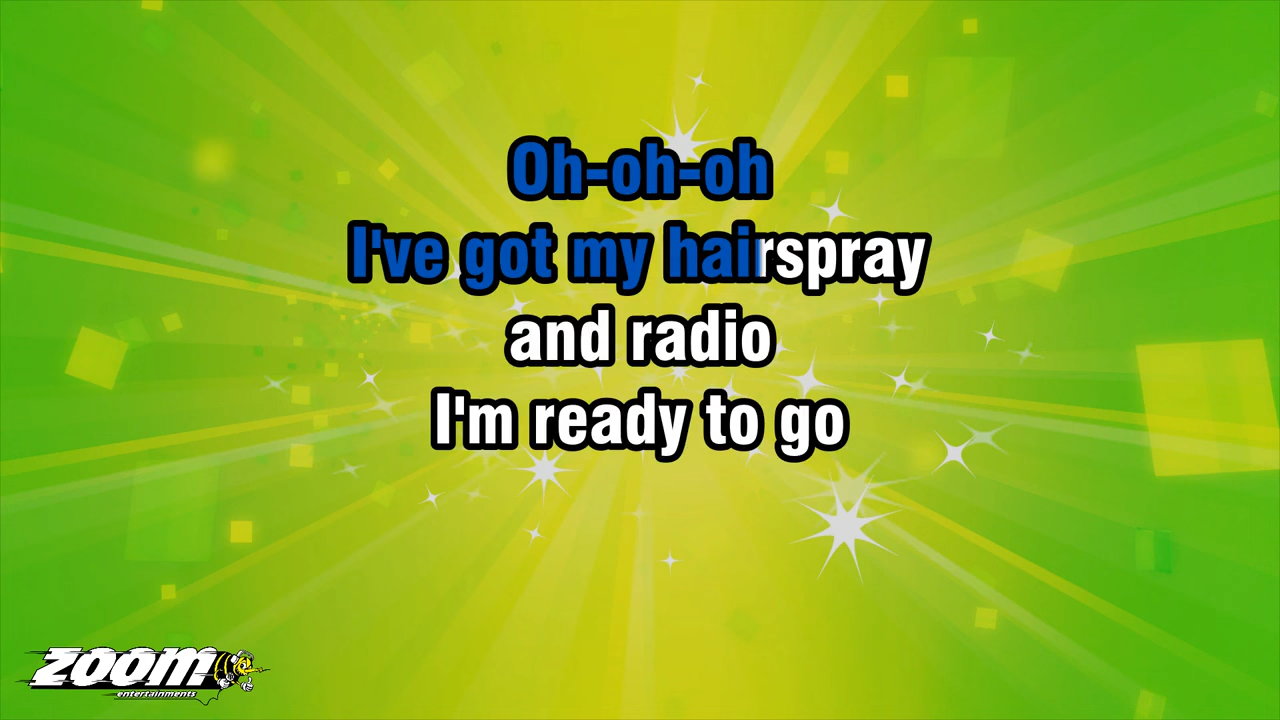 Oh-oh-oh
I've got my hairspray
and radio
I'm ready to go
ZOOM
entertainments